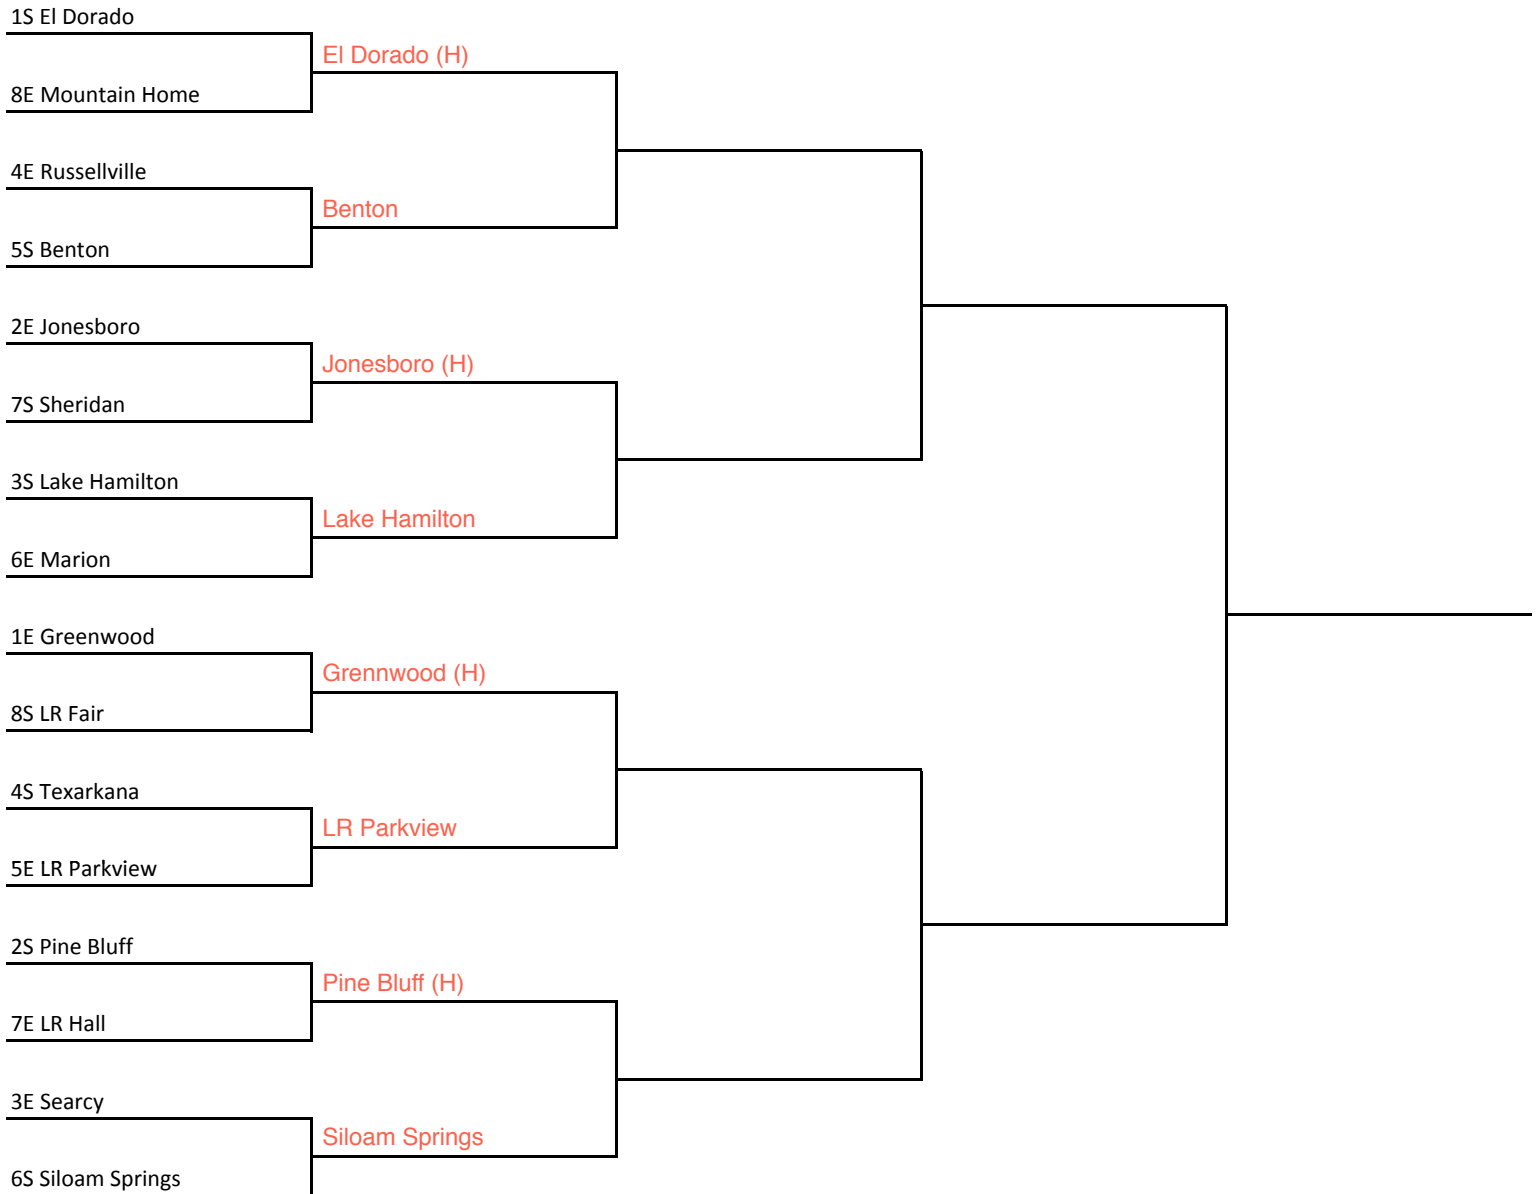 1S El Dorado
El Dorado (H)
8E Mountain Home
4E Russellville
Benton
5S Benton
2E Jonesboro
Jonesboro (H)
7S Sheridan
3S Lake Hamilton
Lake Hamilton
6E Marion
1E Greenwood
Grennwood (H)
8S LR Fair
4S Texarkana
LR Parkview
5E LR Parkview
2S Pine Bluff
Pine Bluff (H)
7E LR Hall
3E Searcy
Siloam Springs
6S Siloam Springs